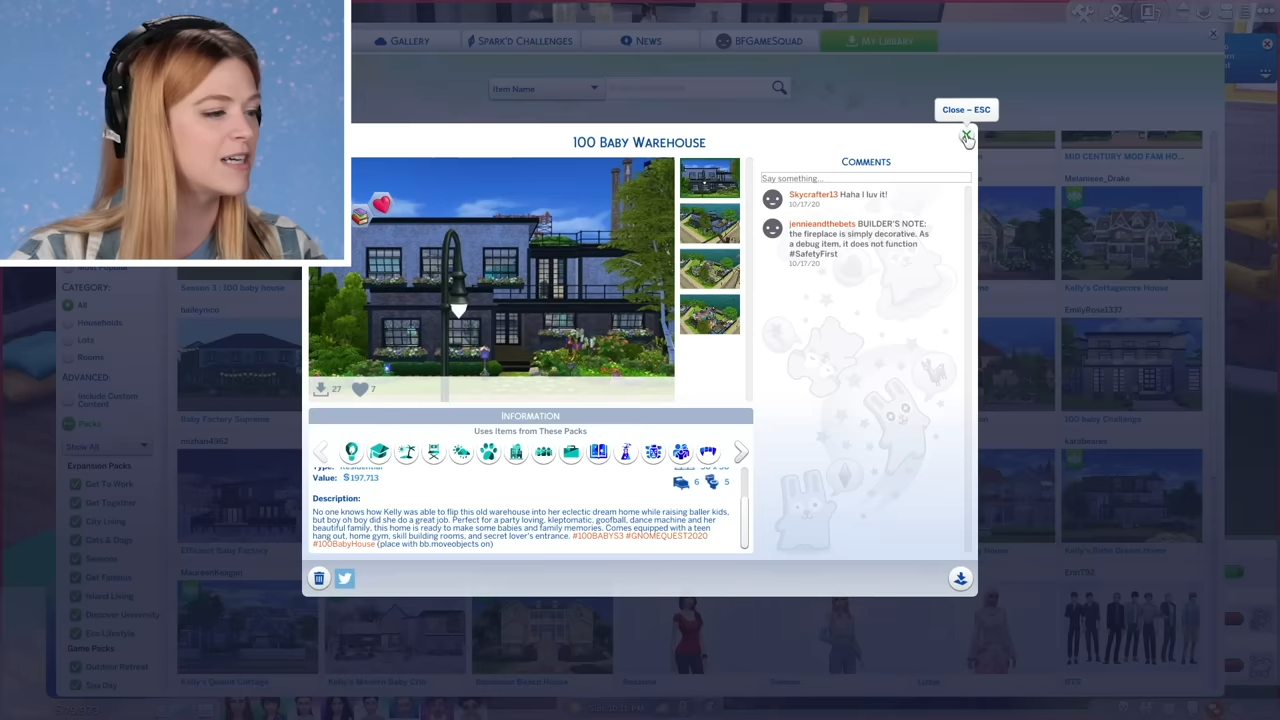 GALLERY
SPARK'D CHALLENGES
NEWS
BFGAMESQUAD
MY LIBRARY
Item Name
Close – ESC
100 BABY WAREHOUSE
COMMENTS
Say something...
Skycrafter13 Haha I luv it!
10/17/20
jennieandthebets BUILDER'S NOTE:
the fireplace is simply decorative. As
a debug item, it does not function
#SafetyFirst
10/17/20
27
7
INFORMATION
Uses Items from These Packs
Type: Residential
Value: $197,713
6
5
Description:
No one knows how Kelly was able to flip this old warehouse into her eclectic dream home while raising baller kids,
but boy oh boy did she do a great job. Perfect for a party loving, kleptomatic, goofball, dance machine and her
beautiful family, this home is ready to make some babies and family memories. Comes equipped with a teen
hang out, home gym, skill building rooms, and secret lover's entrance. #100BABYS3 #GNOMEQUEST2020
#100BabyHouse (place with bb.moveobjects on)
CATEGORY:
All
Households
Lots
Rooms
ADVANCED:
Include Custom
Content
Packs
Show All
Expansion Packs
Get To Work
Get Together
City Living
Cats & Dogs
Seasons
Get Famous
Island Living
Discover University
Eco Lifestyle
Game Packs
Outdoor Retreat
Spa Day
Season 3 : 100 baby house
baileymco
Baby Factory Supreme
mizhan4962
Efficient Baby Factory
MaureenKeegan
Kelly's Quaint Cottage
MID CENTURY MOD FAM HO...
Melaniesee_Drake
Kelly's Cottagecore House
EmilyRose1337
100 baby Challenge
karabeares
Kelly's Rebel Dream Home
ErinT92
BTS